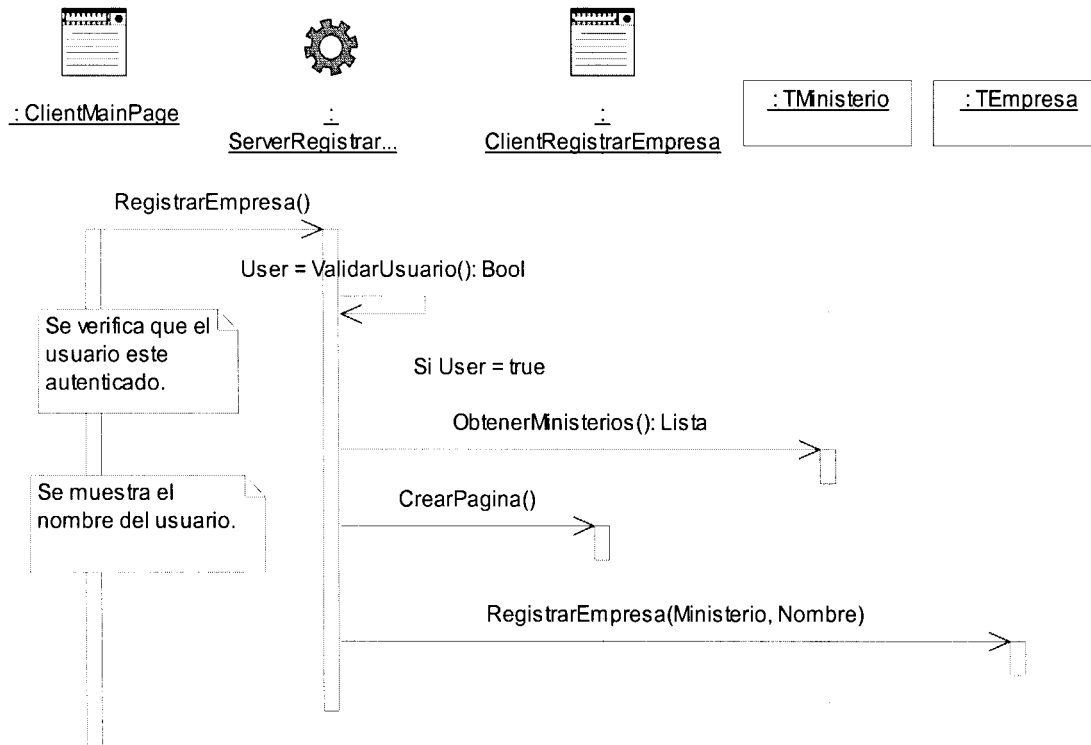 : ClientMainPage
:
ServerRegistrar...
:
ClientRegistrarEmpresa
: TMinisterio
: TEmpresa
RegistrarEmpresa()
User = ValidarUsuario(): Bool
Se verifica que el
usuario este
autenticado.
Si User = true
ObtenerMinisterios(): Lista
Se muestra el
nombre del usuario.
CrearPagina()
RegistrarEmpresa(Ministerio, Nombre)